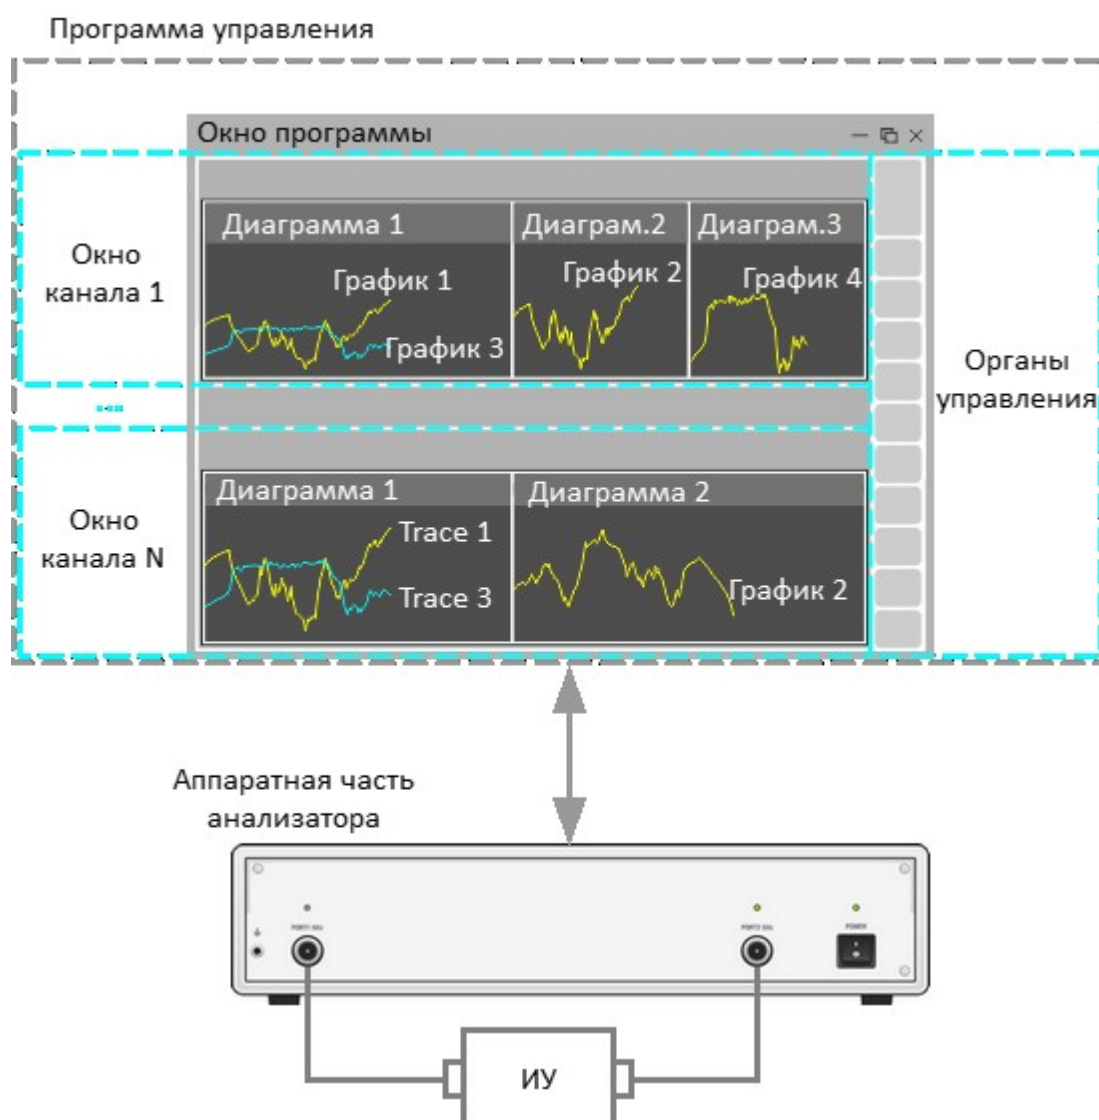 Программа управления
Окно программы
Окно
канала 1
Диаграмма 1
Диаграм.2
Диаграм.3
График 1
График 2
График 4
График 3
Органы
управления
Окно
канала N
Диаграмма 1
Диаграмма 2
Trace 1
Trace 3
График 2
Аппаратная часть
анализатора
POWER
ИУ